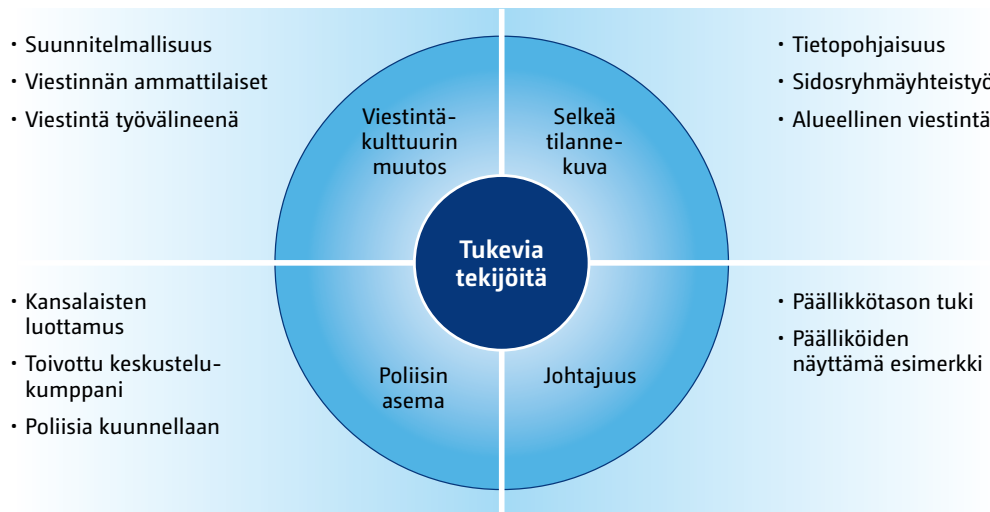 · Suunnitelmallisuus
· Viestinnän ammattilaiset
· Viestintä työvälineenä
Viestintä-
kulttuurin
muutos
Selkeä
tilanne-
kuva
· Tietopohjaisuus
· Sidosryhmäyhteistyö
· Alueellinen viestintä
Tukevia
tekijöitä
· Kansalaisten
luottamus
· Toivottu keskustelu-
kumppani
· Poliisia kuunnellaan
Poliisin
asema
Johtajuus
· Päällikkötason tuki
· Päälliköiden
näyttämä esimerkki